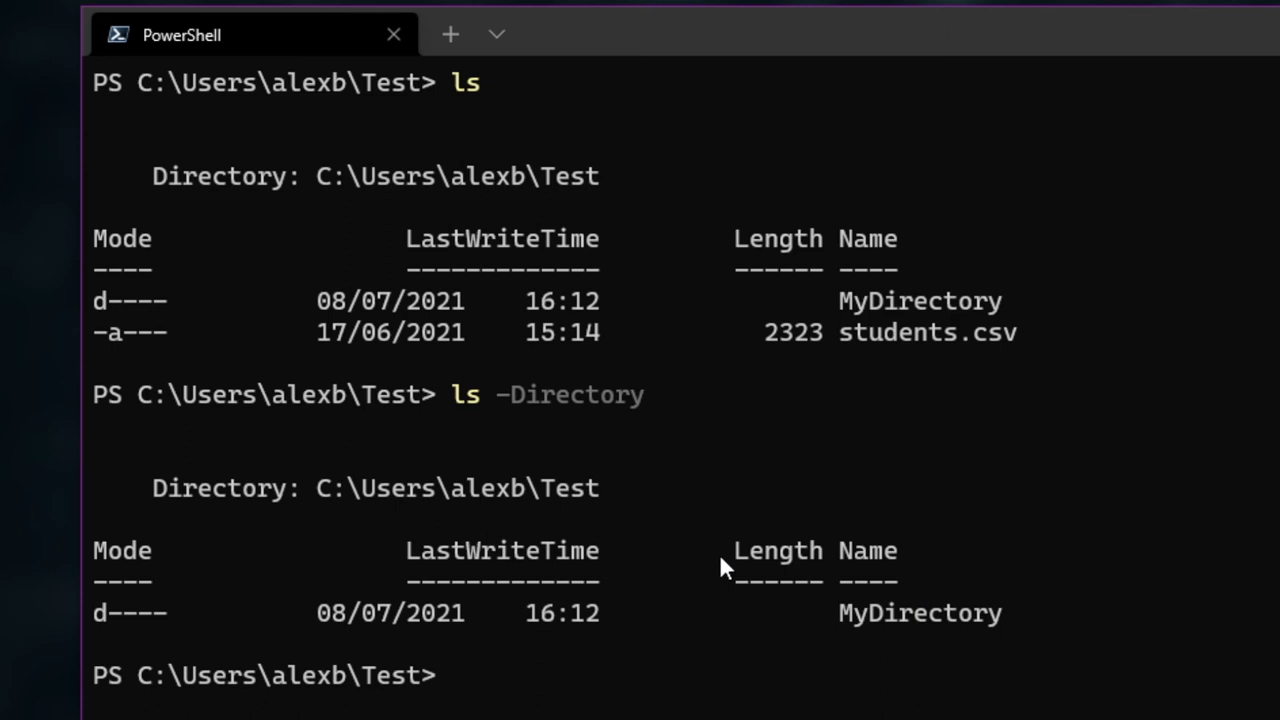 PowerShell
PS C:\Users\alexb\Test> ls
Directory: C:\Users\alexb\Test
Mode LastWriteTime Length Name
---- ------------- ------ ----
d---- 08/07/2021 16:12 MyDirectory
-a--- 17/06/2021 15:14 2323 students.csv
PS C:\Users\alexb\Test> ls -Directory
Directory: C:\Users\alexb\Test
Mode LastWriteTime Length Name
---- ------------- ------ ----
d---- 08/07/2021 16:12 MyDirectory
PS C:\Users\alexb\Test>